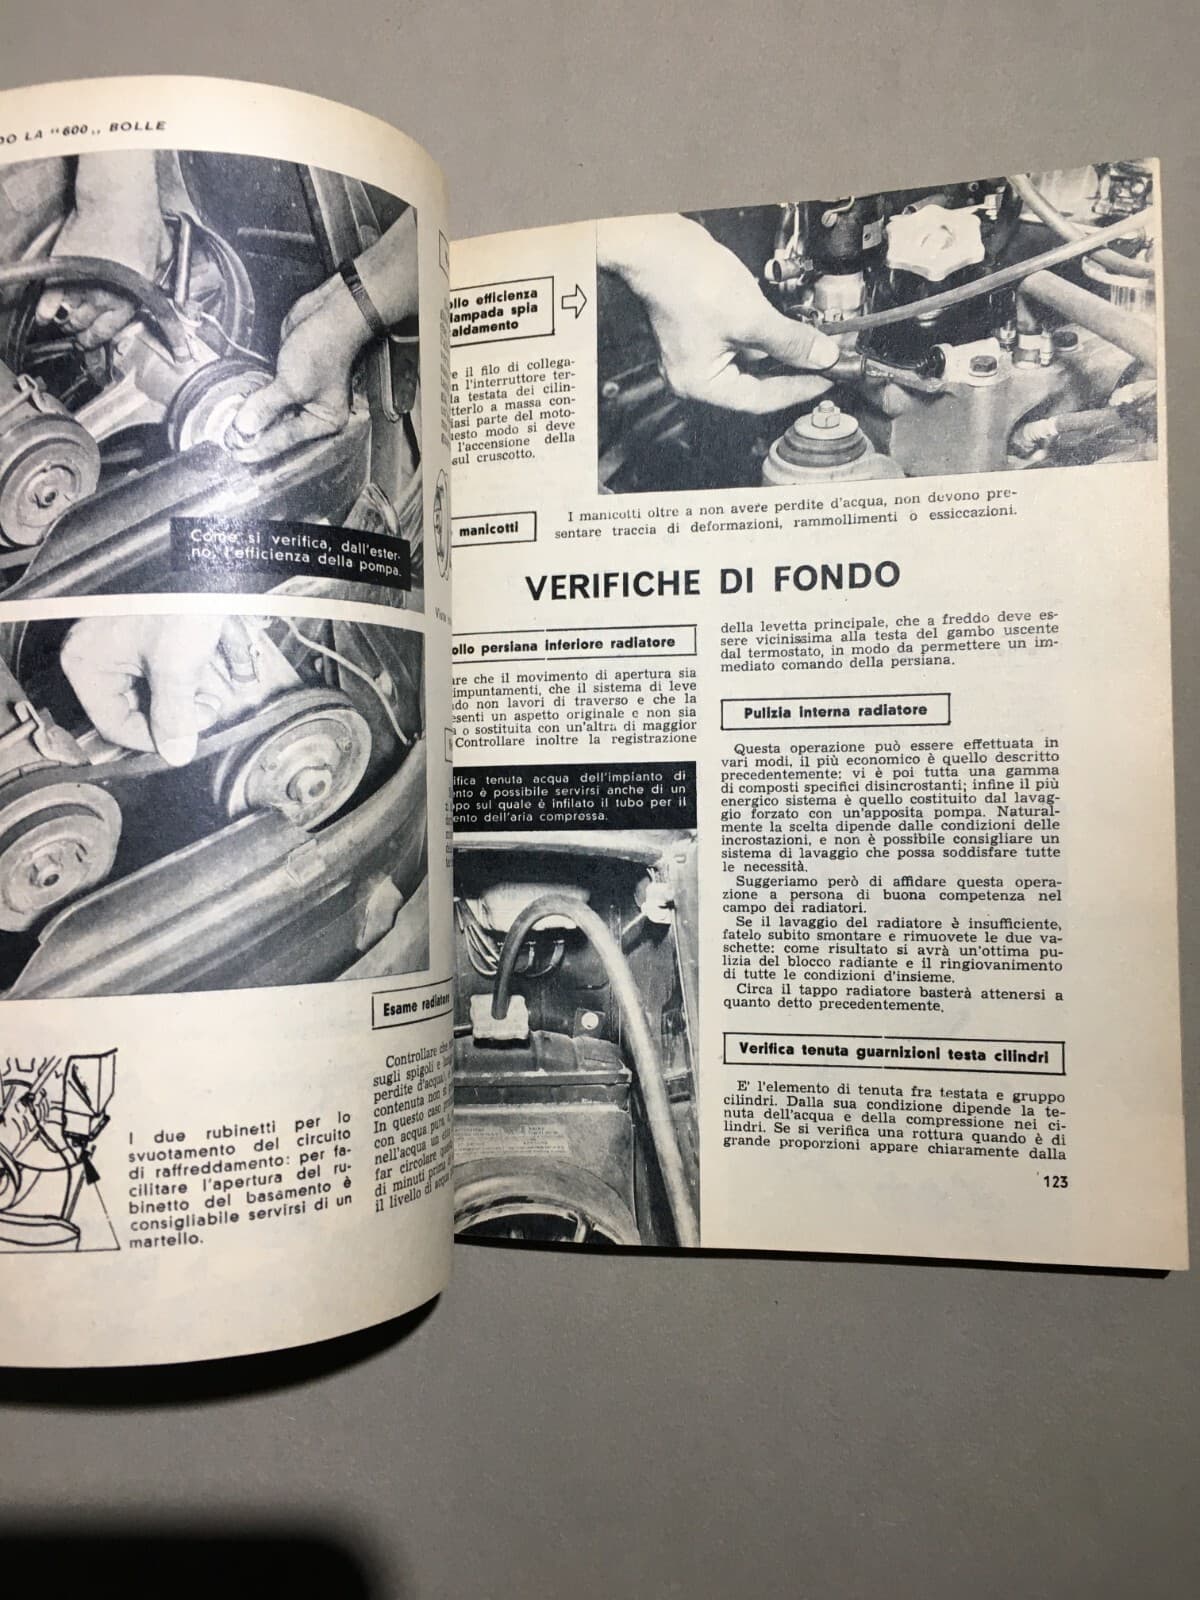 LA "600,, BOLLE
Come si verifica, dall'ester-
no, l'efficienza della pompa.
I due rubinetti per lo
svuotamento del circuito
di raffreddamento: per fa-
cilitare l'apertura del ru-
binetto del basamento è
consigliabile servirsi di un
martello.
Esame
Controllare che
sugli spigoli e
perdite d'acqua
contenuta non si
In questo caso
con acqua pura
nell'acqua un
far circolare
di minuti prima
il livello di acqua
efficienza
lampada spia
il filo di collega-
l'interruttore ter-
la testata dei cilin-
a massa con-
parte del moto-
modo si deve
l'accensione della
sul cruscotto.
manicotti
I manicotti oltre a non avere perdite d'acqua, non devono pre-
sentare traccia di deformazioni, rammollimenti o essiccazioni.
VERIFICHE DI FONDO
persiana inferiore radiatore
che il movimento di apertura sia
impuntamenti, che il sistema di leve
non lavori di traverso e che la
un aspetto originale e non sia
o sostituita con un'altra di maggior
Controllare inoltre la registrazione
tenuta acqua dell'impianto di
è possibile servirsi anche di un
sul quale è infilato il tubo per il
dell'aria compressa.
della levetta principale, che a freddo deve es-
sere vicinissima alla testa del gambo uscente
dal termostato, in modo da permettere un im-
mediato comando della persiana.
Pulizia interna radiatore
Questa operazione può essere effettuata in
vari modi, il più economico è quello descritto
precedentemente; vi è poi tutta una gamma
di composti specifici disincrostanti; infine il più
energico sistema è quello costituito dal lavag-
gio forzato con un'apposita pompa. Natural-
mente la scelta dipende dalle condizioni delle
incrostazioni, e non è possibile consigliare un
sistema di lavaggio che possa soddisfare tutte
le necessità.
Suggeriamo però di affidare questa opera-
zione a persona di buona competenza nel
campo dei radiatori.
Se il lavaggio del radiatore è insufficiente,
fatelo subito smontare e rimuovete le due va-
schette: come risultato si avrà un'ottima pu-
lizia del blocco radiante e il ringiovanimento
di tutte le condizioni d'insieme.
Circa il tappo radiatore basterà attenersi a
quanto detto precedentemente.
Verifica tenuta guarnizioni testa cilindri
E' l'elemento di tenuta fra testata e gruppo
cilindri. Dalla sua condizione dipende la te-
nuta dell'acqua e della compressione nei ci-
lindri. Se si verifica una rottura quando è di
grande proporzioni appare chiaramente dalla
123